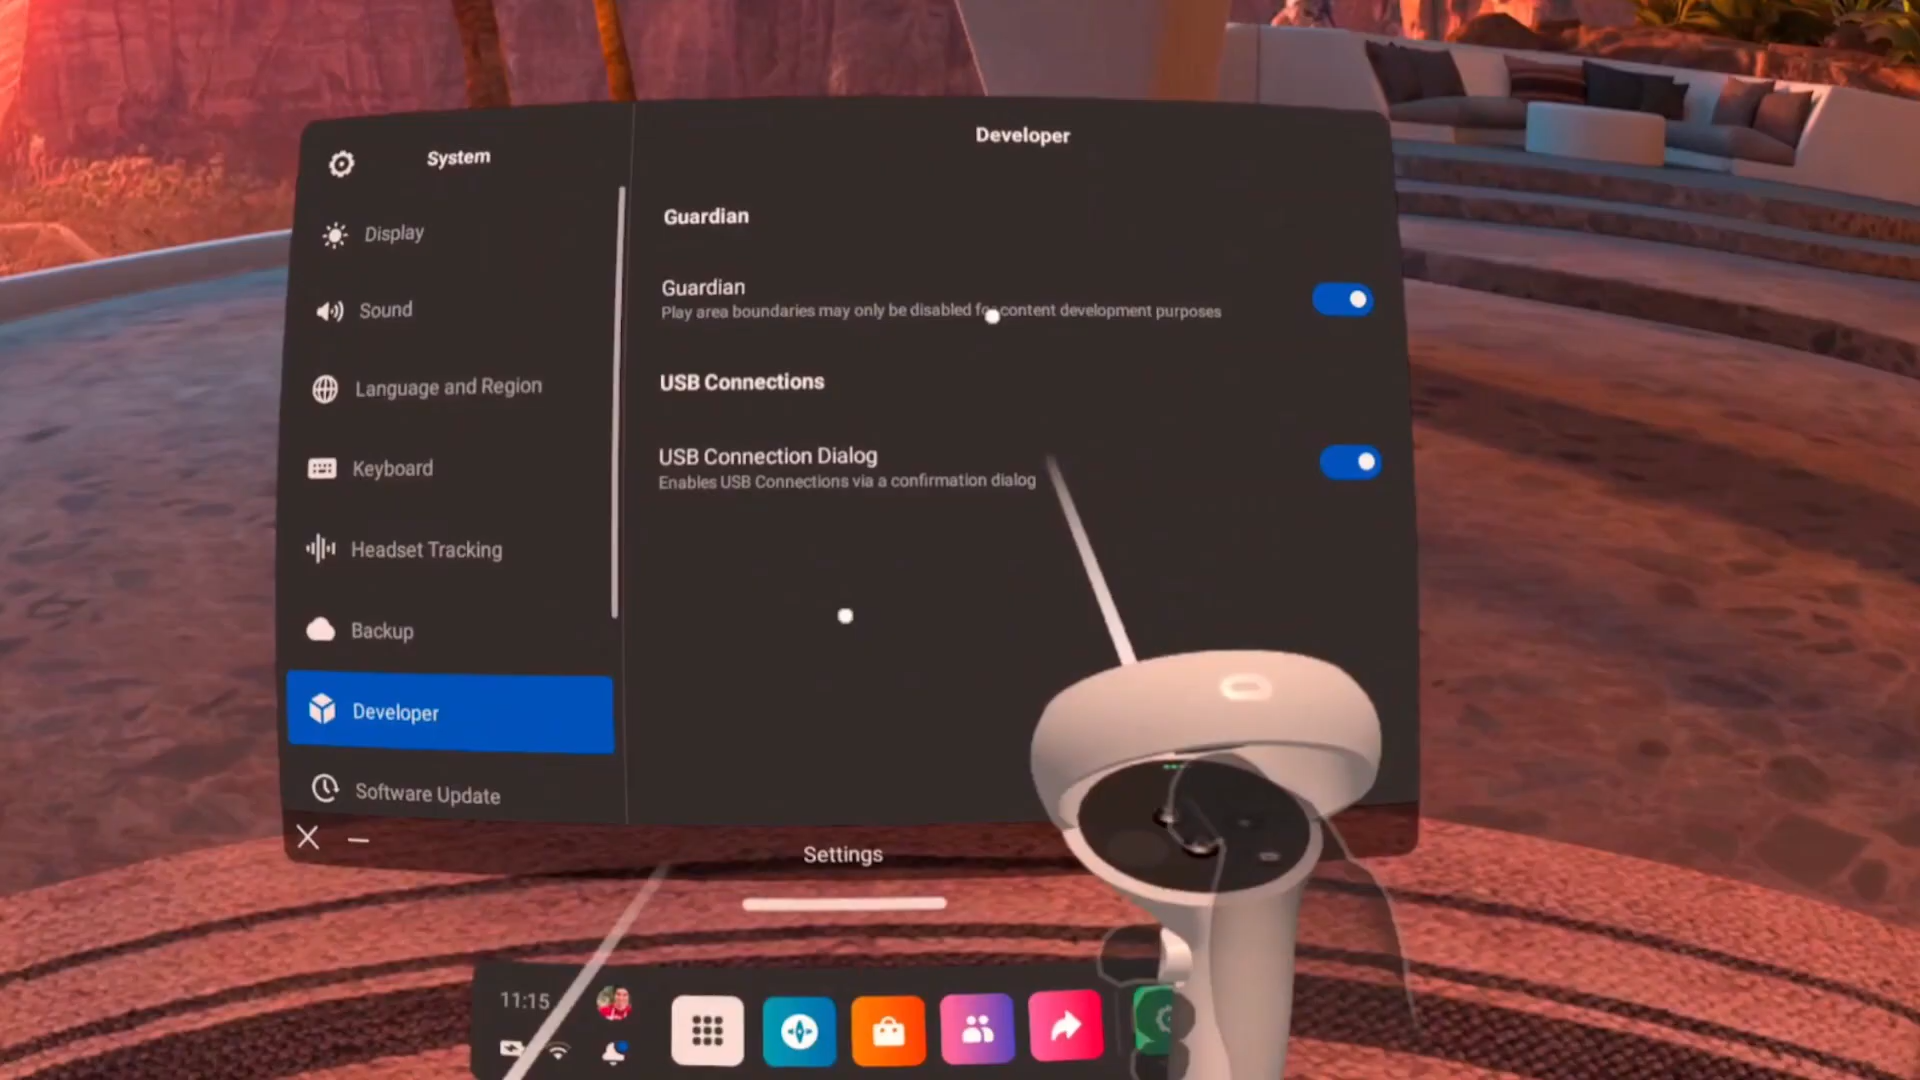 System
Display
Sound
Language and Region
Keyboard
Headset Tracking
Backup
Developer
Software Update
Developer
Guardian
Guardian
Play area boundaries may only be disabled for content development purposes
USB Connections
USB Connection Dialog
Enables USB Connections via a confirmation dialog
Settings
11:15